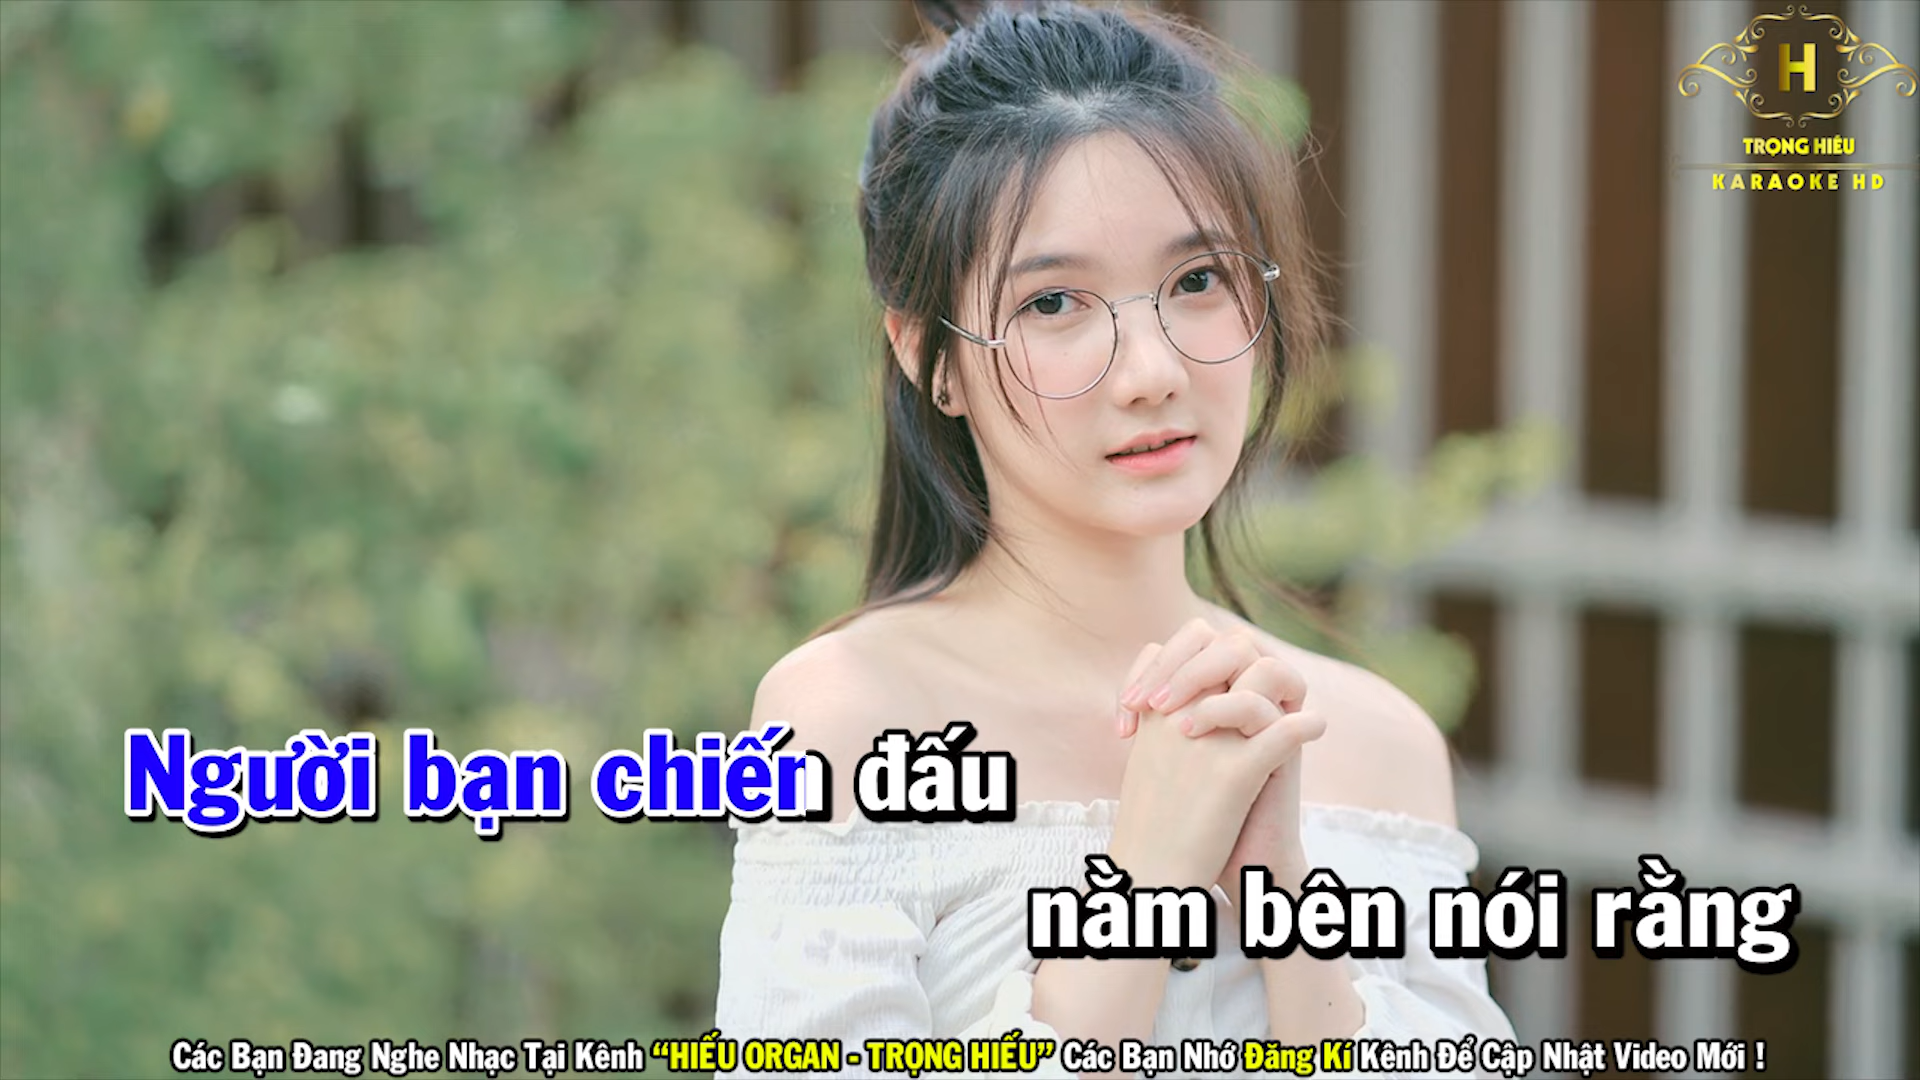 H
TRỌNG HIẾU
KARAOKE HD
Người bạn chiến đấu
nằm bên nói rằng
Các Bạn Đang Nghe Nhạc Tại Kênh “HIẾU ORGAN - TRỌNG HIẾU” Các Bạn Nhớ Đăng Kí Kênh Để Cập Nhật Video Mới !